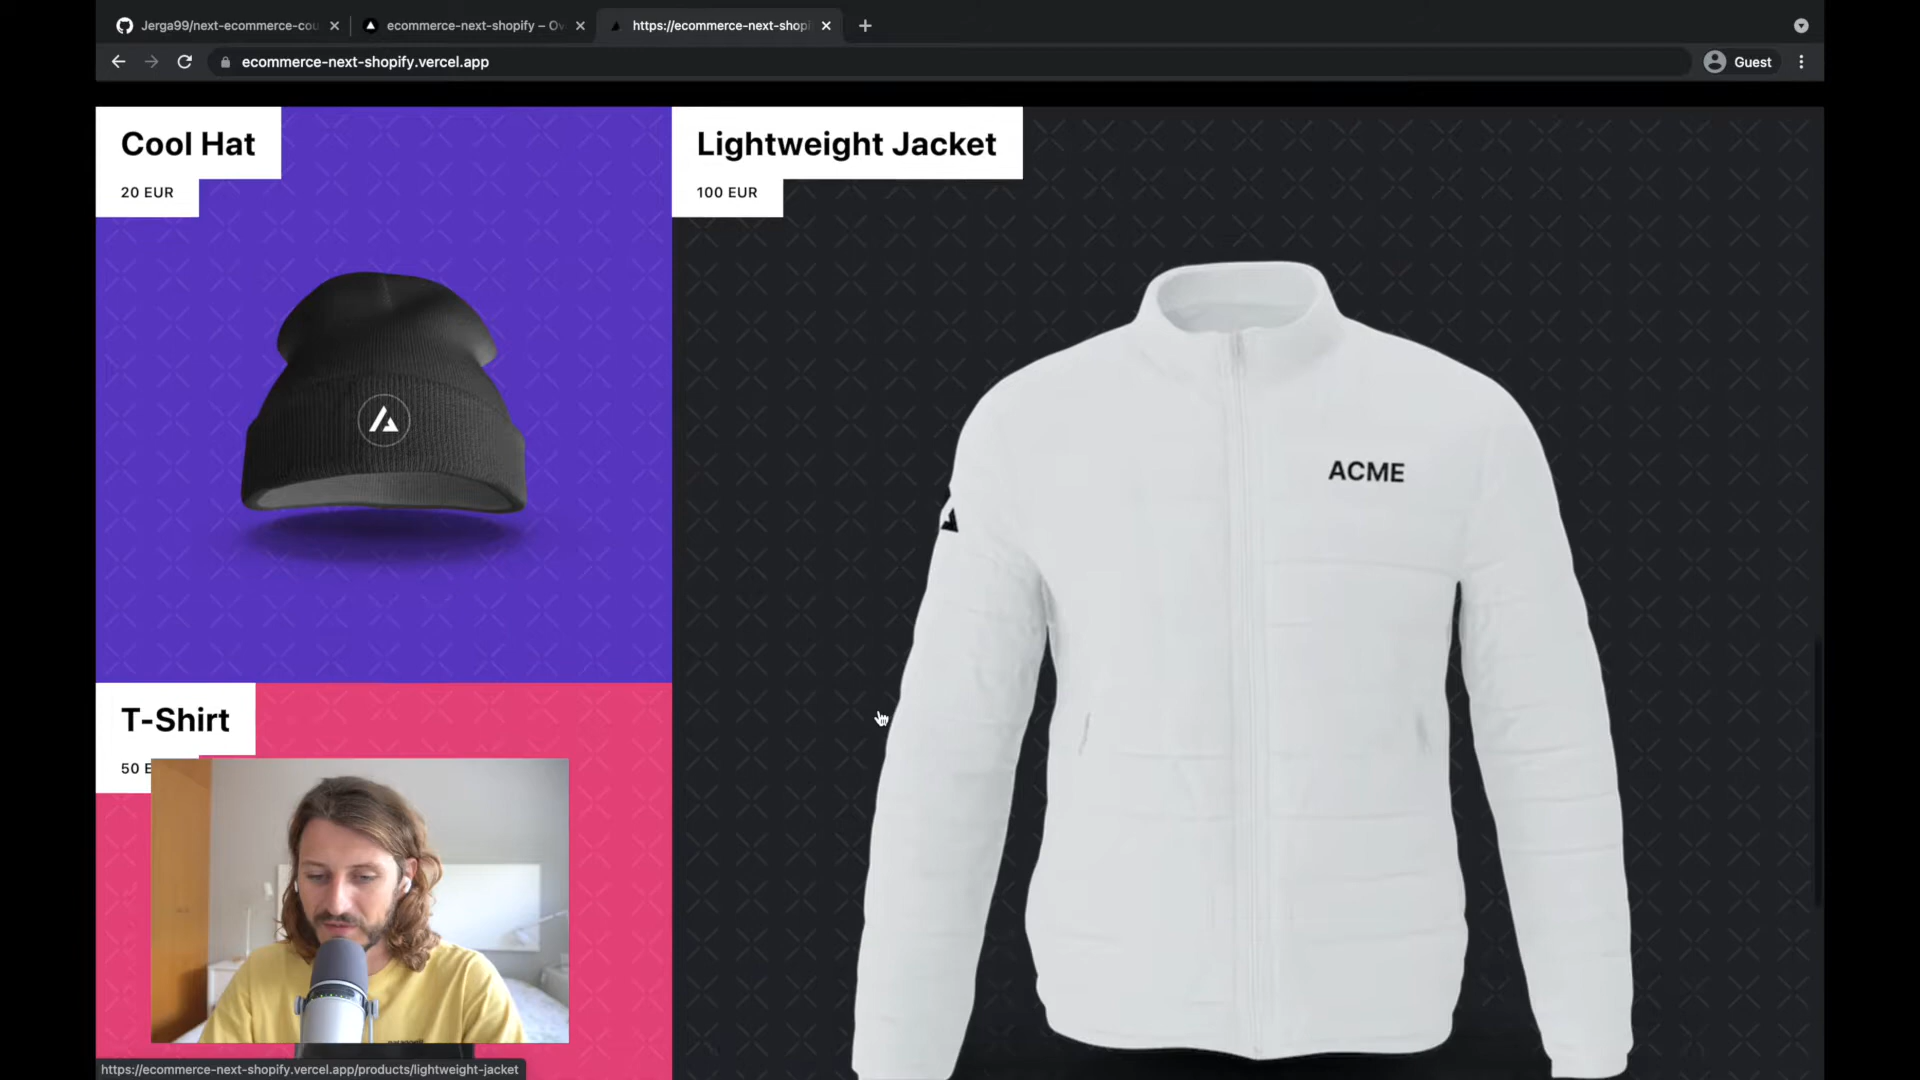 Jerga99/next-ecommerce-cou
ecommerce-next-shopify – Ov
https://ecommerce-next-shopi
ecommerce-next-shopify.vercel.app
Guest
Cool Hat
20 EUR
Lightweight Jacket
100 EUR
ACME
T-Shirt
50 E
https://ecommerce-next-shopify.vercel.app/products/lightweight-jacket